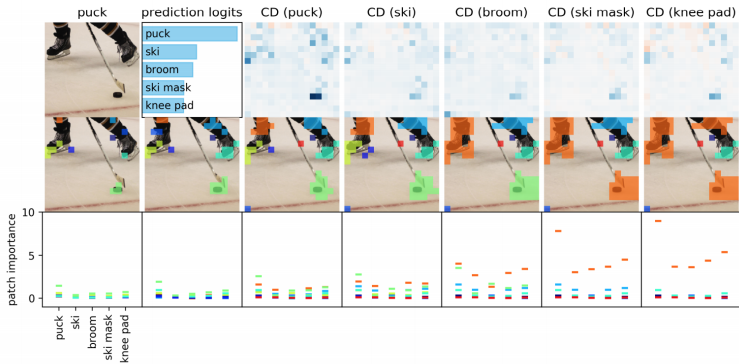 puck prediction logits CD (puck) CD (ski) CD (broom) CD (ski mask) CD (knee pad)
puck
ski
broom
ski mask
knee pad
patch importance
10
5
0
puck ski broom ski mask knee pad